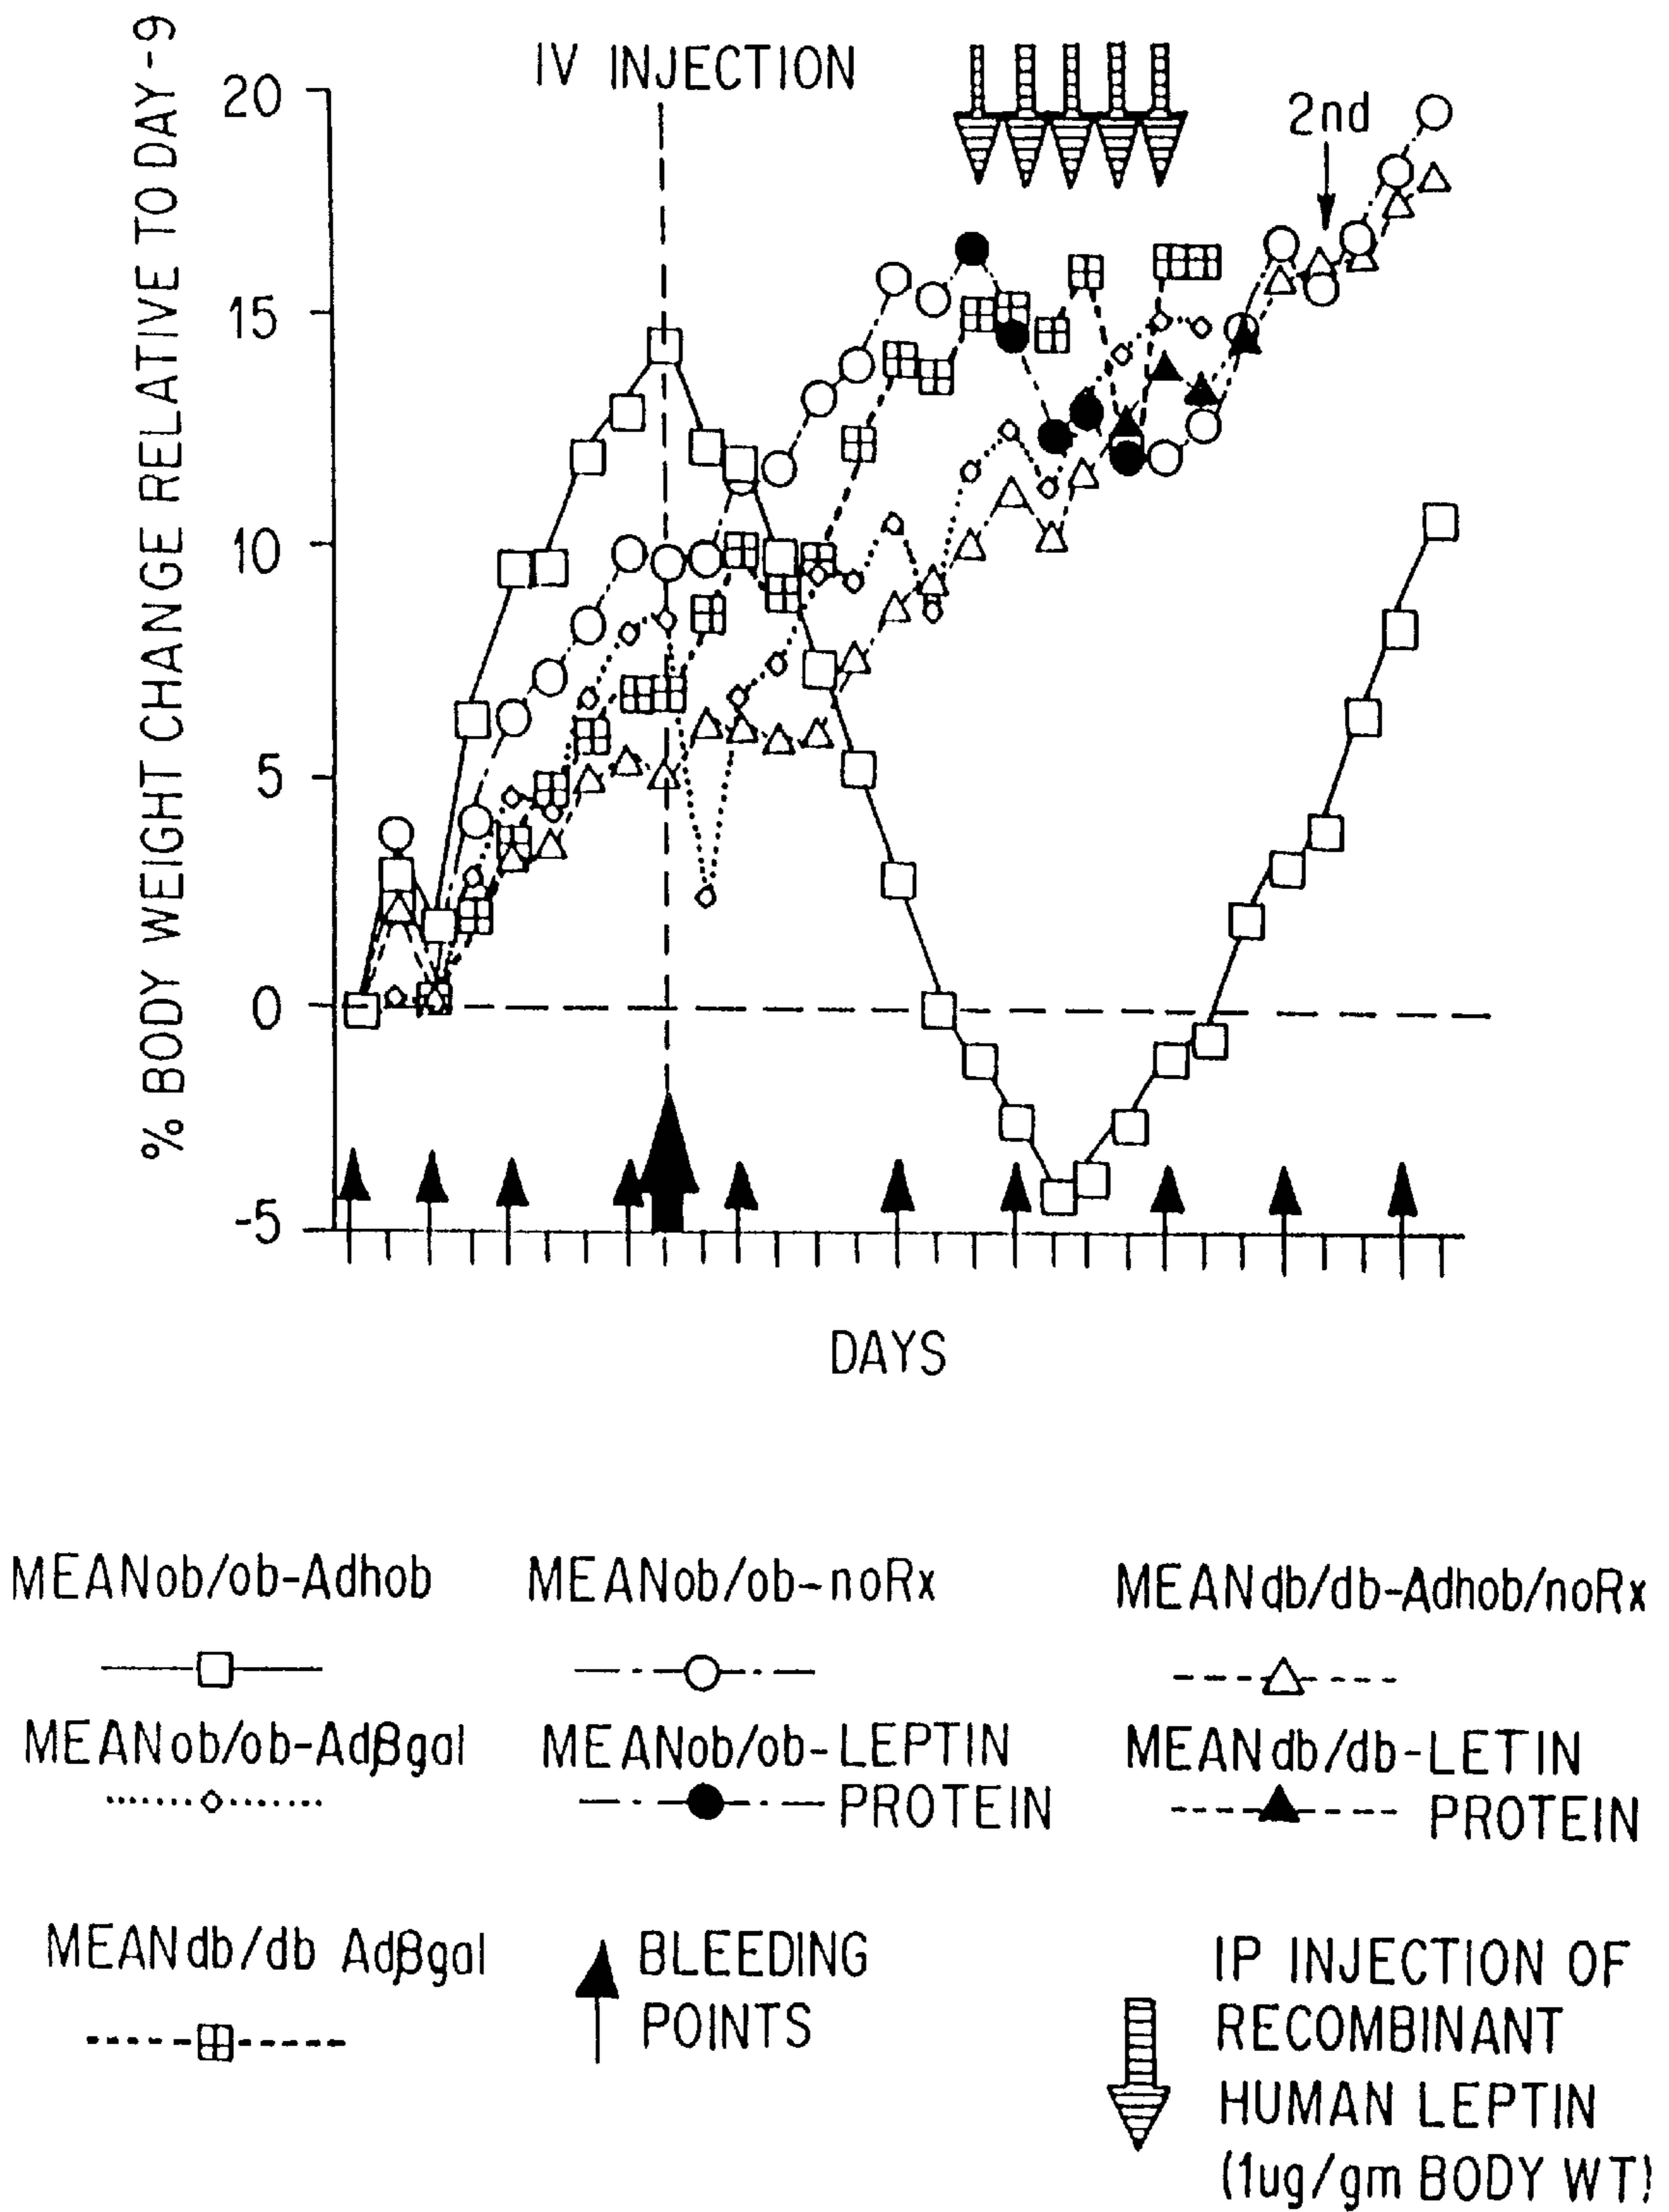 % BODY WEIGHT CHANGE RELATIVE TO DAY -9
IV INJECTION
2nd
20
15
10
5
0
-5
DAYS
MEANob/ob-Adhob
MEANob/ob-noRx
MEANdb/db-Adhob/noRx
MEANob/ob-Adβgal
MEANob/ob-LEPTIN
PROTEIN
MEANdb/db-LETIN
PROTEIN
MEANdb/db Adβgal
BLEEDING
POINTS
IP INJECTION OF
RECOMBINANT
HUMAN LEPTIN
(1ug/gm BODY WT)